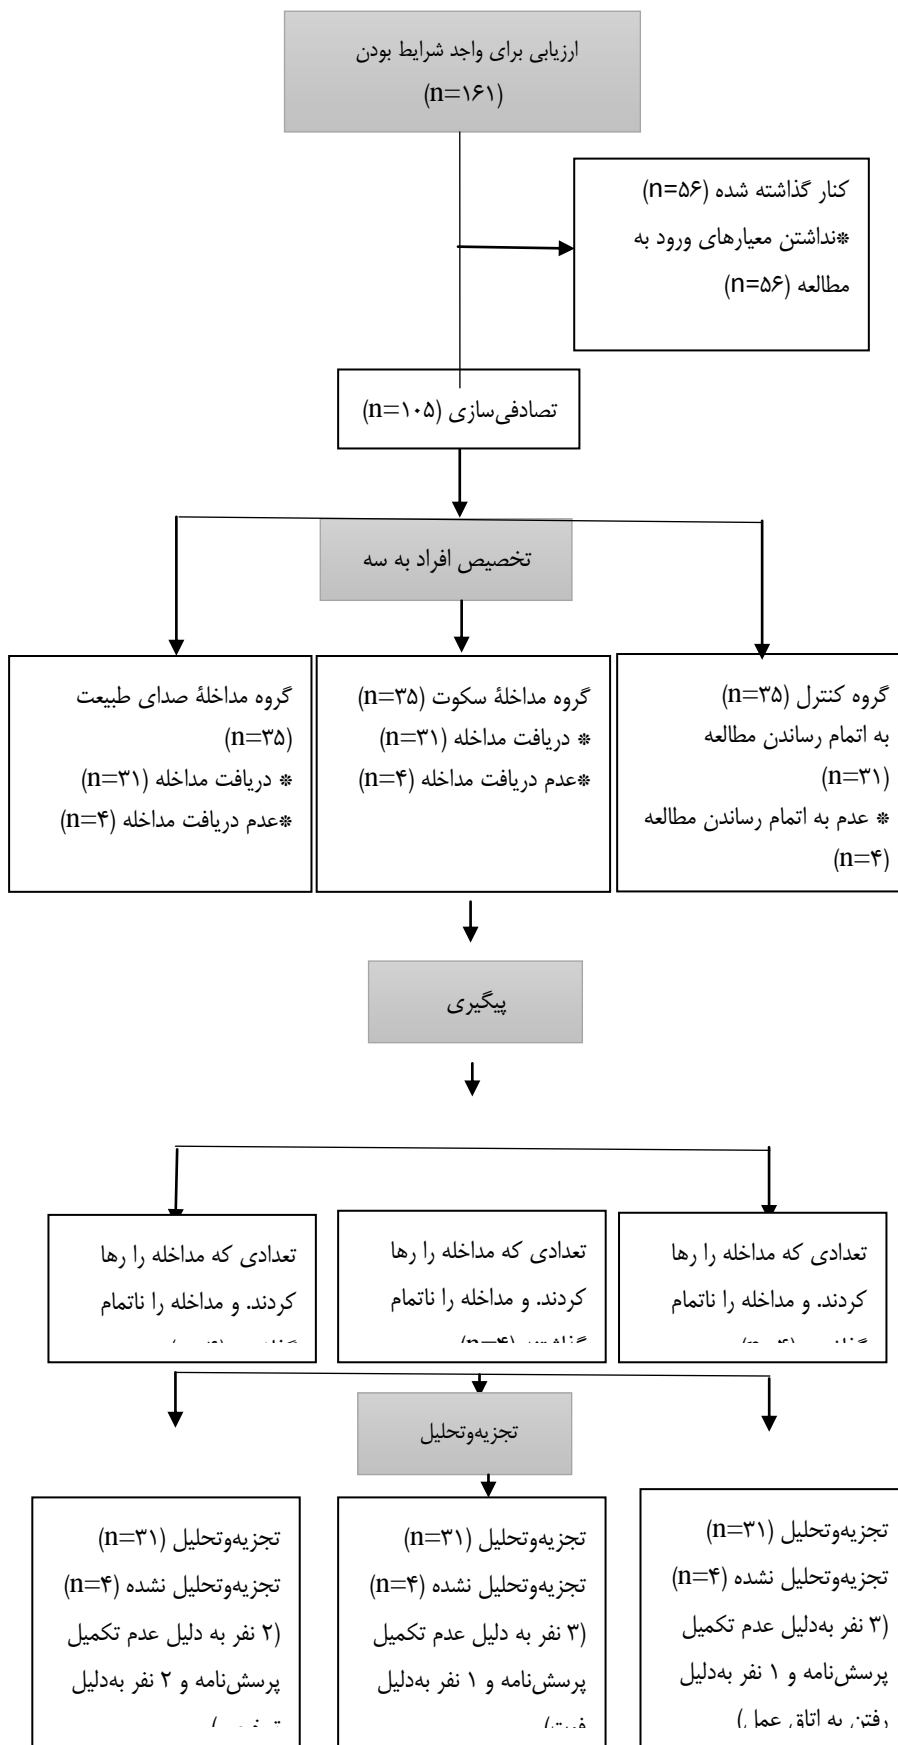 ارزیابی برای واجد شرایط بودن
(n=۱۶۱)
کنار گذاشته شده (n=۵۶)
*نداشتن معیارهای ورود به
مطالعه (n=۵۶)
تصادفی‌سازی (n=۱۰۵)
تخصیص افراد به سه
گروه کنترل (n=۳۵)
به اتمام رساندن مطالعه
(n=۳۱)
* عدم به اتمام رساندن مطالعه
(n=۴)
گروه مداخلۀ سکوت (n=۳۵)
* دریافت مداخله (n=۳۱)
*عدم دریافت مداخله (n=۴)
گروه مداخلۀ صدای طبیعت
(n=۳۵)
* دریافت مداخله (n=۳۱)
*عدم دریافت مداخله (n=۴)
پیگیری
تعدادی که مداخله را رها
کردند. و مداخله را ناتمام
تعدادی که مداخله را رها
کردند. و مداخله را ناتمام
گذاشتند (n=۴)
تعدادی که مداخله را رها
کردند. و مداخله را ناتمام
تجزیه‌وتحلیل
تجزیه‌وتحلیل (n=۳۱)
تجزیه‌وتحلیل نشده (n=۴)
(۳ نفر به‌دلیل عدم تکمیل
پرسش‌نامه و ۱ نفر به‌دلیل
رفتن به اتاق عمل)
تجزیه‌وتحلیل (n=۳۱)
تجزیه‌وتحلیل نشده (n=۴)
(۳ نفر به دلیل عدم تکمیل
پرسش‌نامه و ۱ نفر به‌دلیل
فوت)
تجزیه‌وتحلیل (n=۳۱)
تجزیه‌وتحلیل نشده (n=۴)
(۲ نفر به دلیل عدم تکمیل
پرسش‌نامه و ۲ نفر به‌دلیل